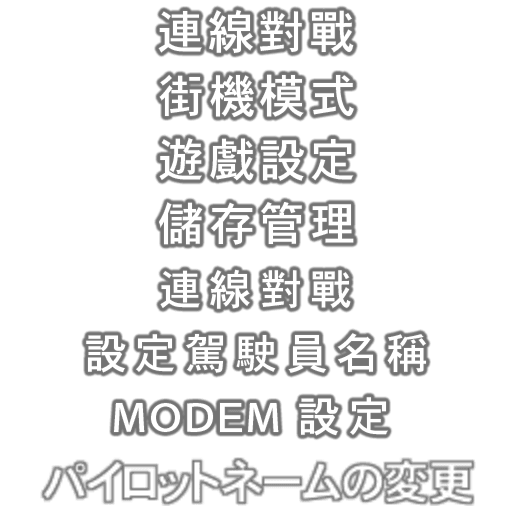 連線對戰
街機模式
遊戲設定
儲存管理
連線對戰
設定駕駛員名稱
MODEM 設定
パイロットネームの変更